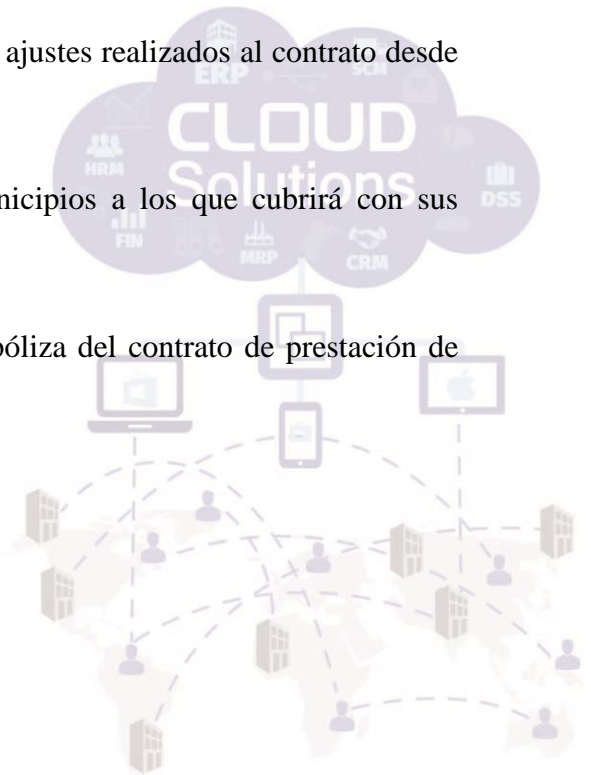 ajustes realizados al contrato desde
ERP
SCM
CLOUD
HRM
Solutions
nicipios a los que cubrirá con sus
DSS
FIN
MRP
CRM
póliza del contrato de prestación de